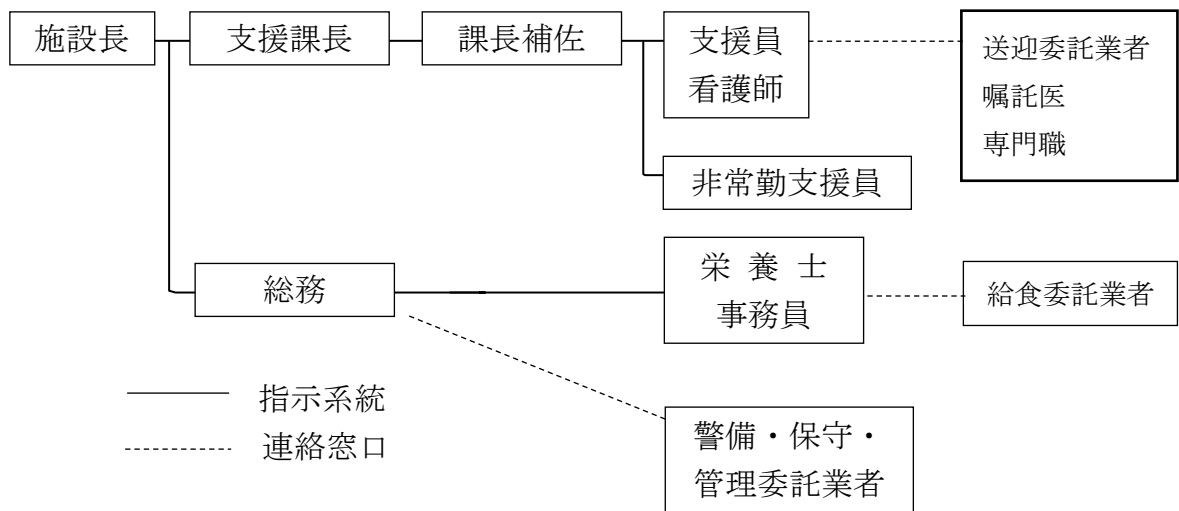 施設長
支援課長
課長補佐
支援員
看護師
送迎委託業者
嘱託医
専門職
非常勤支援員
総務
栄 養 士
事務員
給食委託業者
指示系統
連絡窓口
警備・保守・
管理委託業者